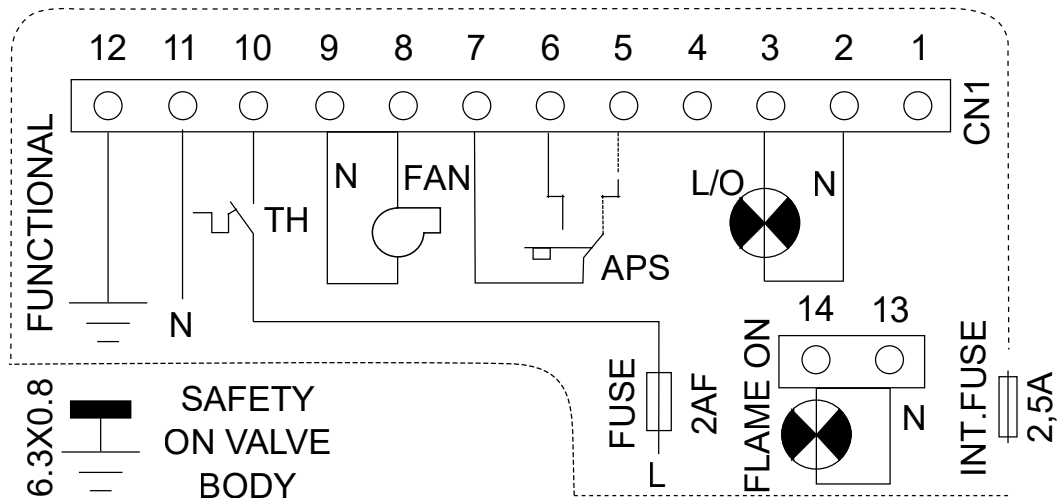 12 11 10 9 8 7 6 5 4 3 2 1
CN1
FUNCTIONAL
N
TH
N
FAN
APS
L/O
N
6.3X0.8
SAFETY
ON VALVE
BODY
FUSE
2AF
L
FLAME ON
14 13
N
INT.FUSE
2,5A